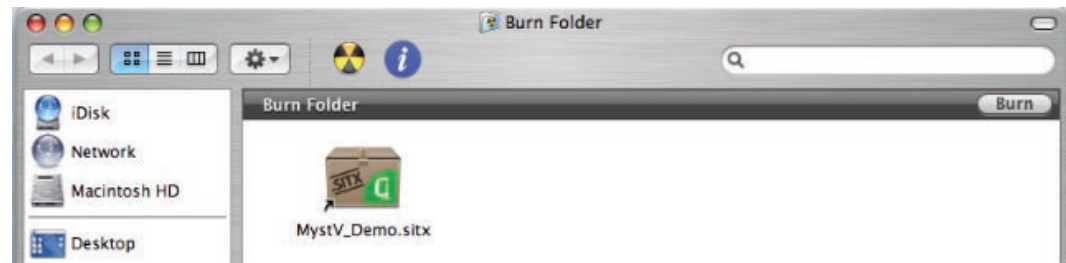 Burn Folder
iDisk
Network
Macintosh HD
Desktop
Burn Folder
Burn
SITX
MystV_Demo.sitx